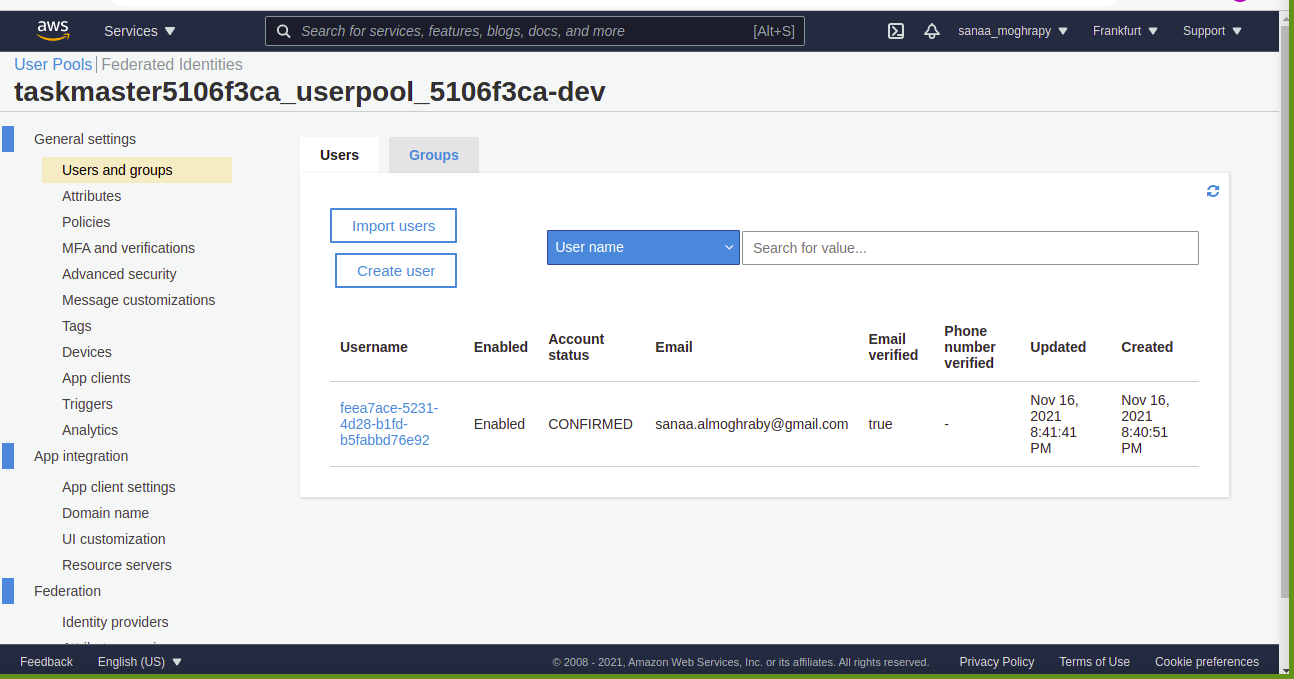 aws
Services
Search for services, features, blogs, docs, and more [Alt+S]
sanaa_moghrapy
Frankfurt
Support
User Pools | Federated Identities
taskmaster5106f3ca_userpool_5106f3ca-dev
General settings
Users and groups
Attributes
Policies
MFA and verifications
Advanced security
Message customizations
Tags
Devices
App clients
Triggers
Analytics
App integration
App client settings
Domain name
UI customization
Resource servers
Federation
Identity providers
Users
Groups
Import users
Create user
User name
Search for value...
Username
Enabled
Account
status
Email
Email
verified
Phone
number
verified
Updated
Created
feea7ace-5231-
4d28-b1fd-
b5fabbd76e92
Enabled
CONFIRMED
sanaa.almoghraby@gmail.com
true
-
Nov 16,
2021
8:41:41
PM
Nov 16,
2021
8:40:51
PM
Feedback
English (US)
© 2008 - 2021, Amazon Web Services, Inc. or its affiliates. All rights reserved.
Privacy Policy
Terms of Use
Cookie preferences